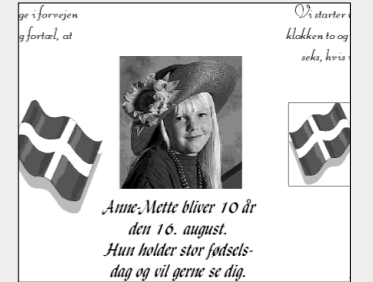 ge i forvejen
g fortæl, at
Vi starter
klokken to og
seks, hvis
Anne-Mette bliver 10 år
den 16. august.
Hun holder stor fødsels-
dag og vil gerne se dig.